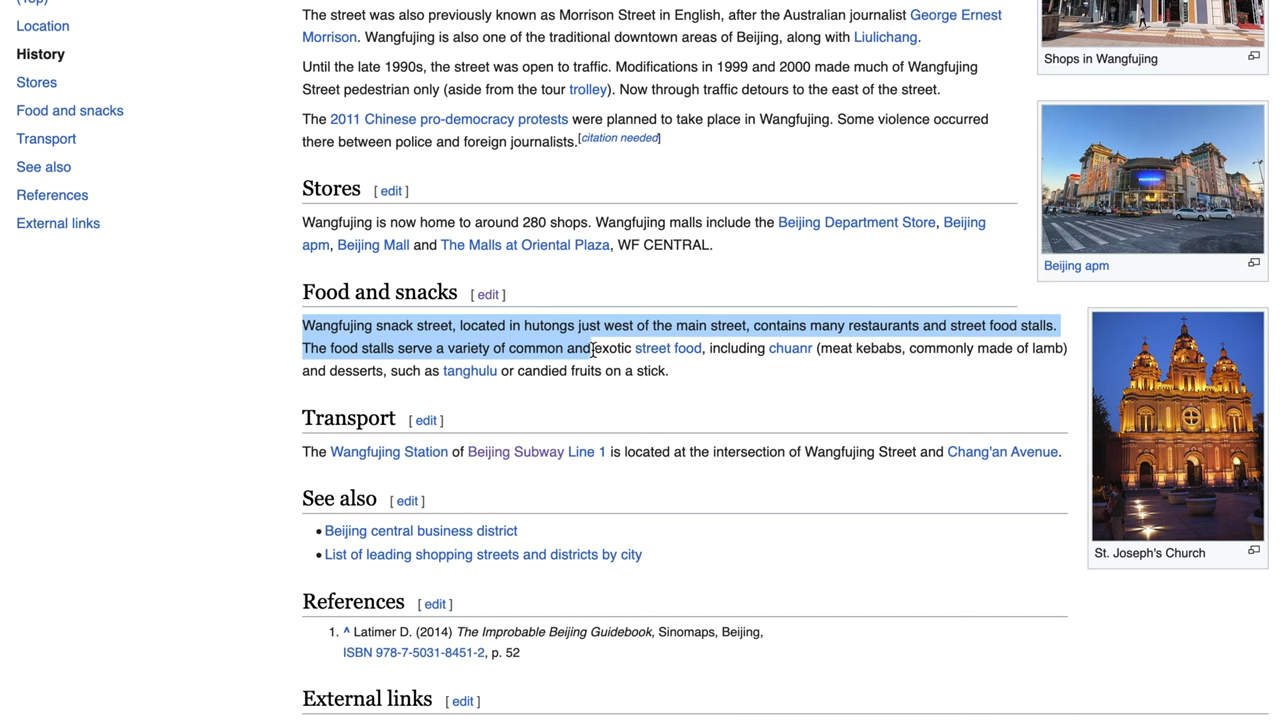 (Top)
Location
History
Stores
Food and snacks
Transport
See also
References
External links
The street was also previously known as Morrison Street in English, after the Australian journalist George Ernest
Morrison. Wangfujing is also one of the traditional downtown areas of Beijing, along with Liulichang.
Until the late 1990s, the street was open to traffic. Modifications in 1999 and 2000 made much of Wangfujing
Street pedestrian only (aside from the tour trolley). Now through traffic detours to the east of the street.
The 2011 Chinese pro-democracy protests were planned to take place in Wangfujing. Some violence occurred
there between police and foreign journalists.[citation needed]
Stores [ edit ]
Wangfujing is now home to around 280 shops. Wangfujing malls include the Beijing Department Store, Beijing
apm, Beijing Mall and The Malls at Oriental Plaza, WF CENTRAL.
Food and snacks [ edit ]
Wangfujing snack street, located in hutongs just west of the main street, contains many restaurants and street food stalls.
The food stalls serve a variety of common and exotic street food, including chuanr (meat kebabs, commonly made of lamb)
and desserts, such as tanghulu or candied fruits on a stick.
Transport [ edit ]
The Wangfujing Station of Beijing Subway Line 1 is located at the intersection of Wangfujing Street and Chang'an Avenue.
See also [ edit ]
• Beijing central business district
• List of leading shopping streets and districts by city
References [ edit ]
1. ^ Latimer D. (2014) The Improbable Beijing Guidebook, Sinomaps, Beijing,
ISBN 978-7-5031-8451-2, p. 52
External links [ edit ]
Shops in Wangfujing
Beijing apm
St. Joseph's Church